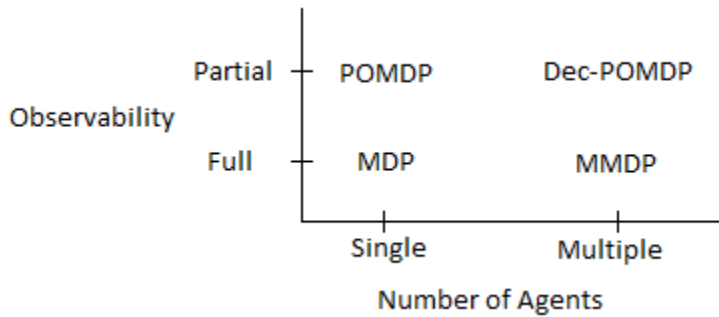 Partial POMDP Dec-POMDP
Observability
Full MDP MMDP
Single Multiple
Number of Agents